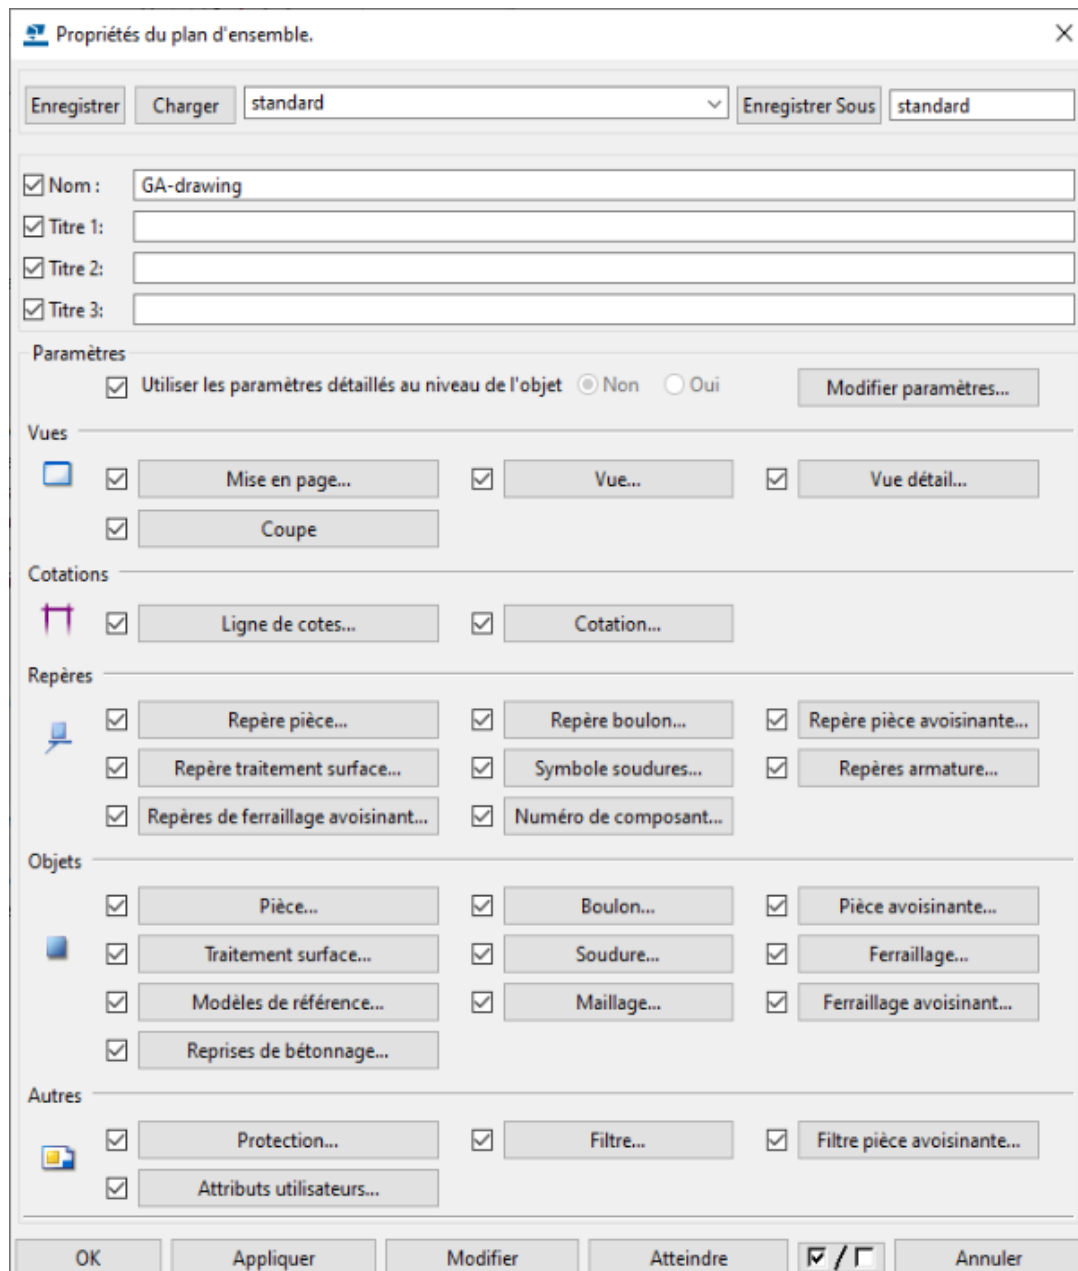 Propriétés du plan d'ensemble.
Enregistrer Charger standard Enregistrer Sous standard
Nom : GA-drawing
Titre 1:
Titre 2:
Titre 3:
Paramètres
Utiliser les paramètres détaillés au niveau de l'objet Non Oui Modifier paramètres...
Vues
Mise en page... Vue... Vue détail...
Coupe
Cotations
Ligne de cotes... Cotation...
Repères
Repère pièce... Repère boulon... Repère pièce avoisinante...
Repère traitement surface... Symbole soudures... Repères armature...
Repères de ferraillage avoisinant... Numéro de composant...
Objets
Pièce... Boulon... Pièce avoisinante...
Traitement surface... Soudure... Ferraillage...
Modèles de référence... Maillage... Ferraillage avoisinant...
Reprises de bétonnage...
Autres
Protection... Filtre... Filtre pièce avoisinante...
Attributs utilisateurs...
OK Appliquer Modifier Atteindre / Annuler